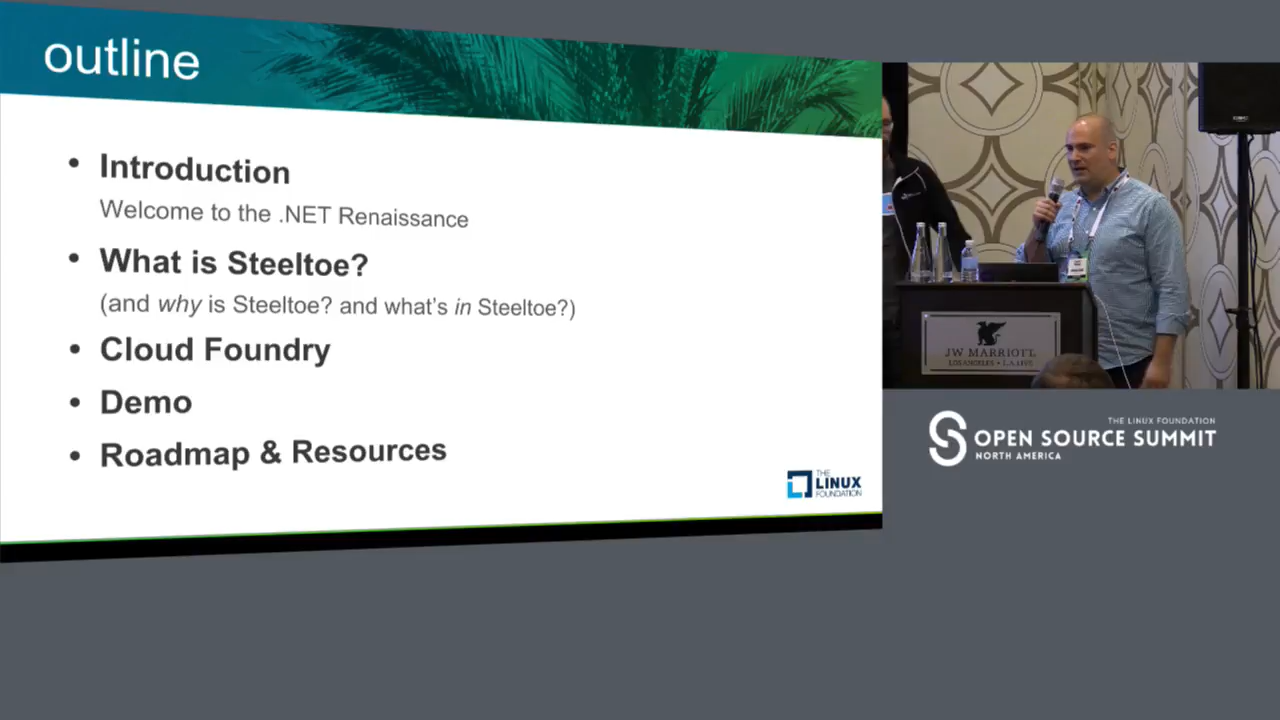 outline
• Introduction
Welcome to the .NET Renaissance
• What is Steeltoe?
(and why is Steeltoe? and what's in Steeltoe?)
• Cloud Foundry
• Demo
• Roadmap & Resources
THE
LINUX
FOUNDATION
JW MARRIOTT
LOS ANGELES • L.A. LIVE
THE LINUX FOUNDATION
OPEN SOURCE SUMMIT
NORTH AMERICA